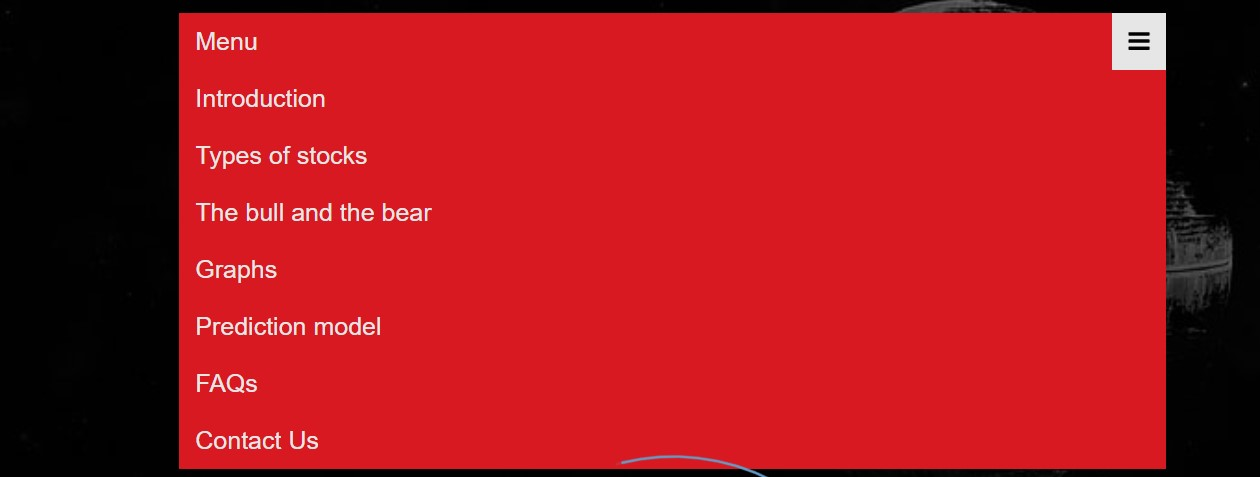 Menu
Introduction
Types of stocks
The bull and the bear
Graphs
Prediction model
FAQs
Contact Us